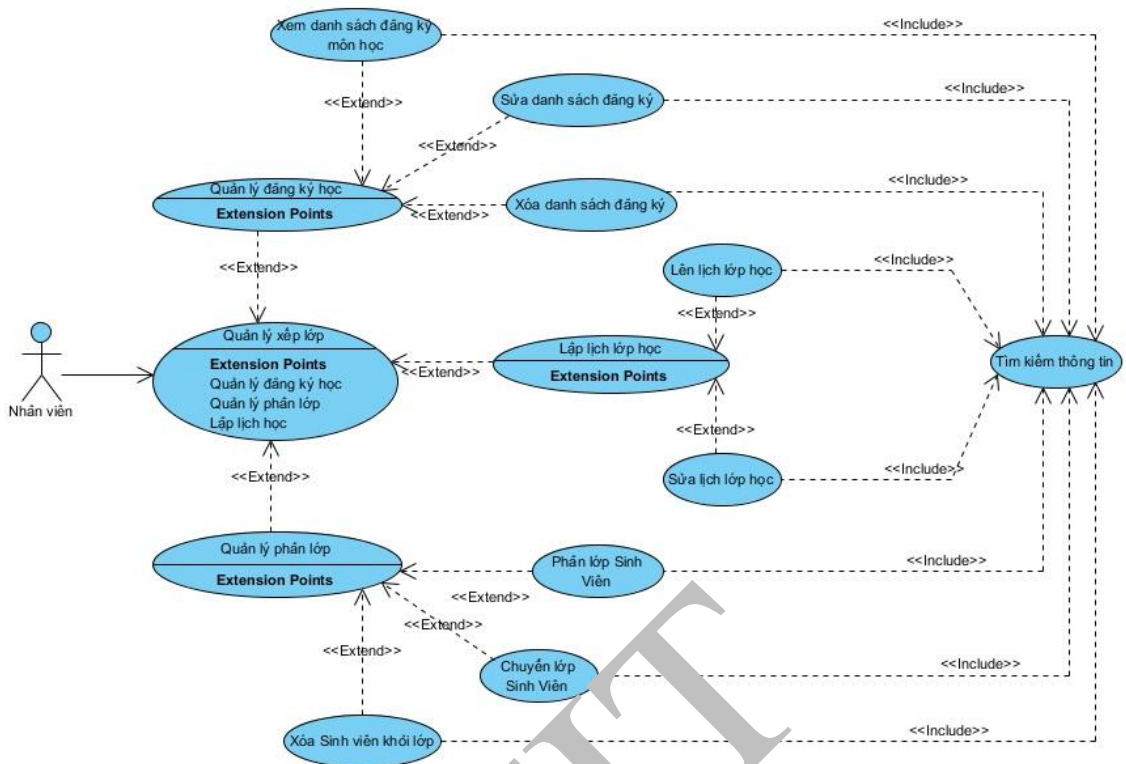 Xem danh sách đăng ký
môn học
<<Include>>
<<Extend>>
Sửa danh sách đăng ký
<<Include>>
<<Extend>>
Quản lý đăng ký học
Extension Points
<<Extend>>
Xóa danh sách đăng ký
<<Include>>
<<Extend>>
Lên lịch lớp học
<<Include>>
<<Extend>>
Quản lý xếp lớp
Extension Points
Quản lý đăng ký học
Quản lý phân lớp
Lập lịch học
<<Extend>>
Lập lịch lớp học
Extension Points
Tìm kiếm thông tin
Nhân viên
<<Extend>>
Sửa lịch lớp học
<<Include>>
<<Extend>>
Quản lý phân lớp
Extension Points
Phân lớp Sinh
Viên
<<Include>>
<<Extend>>
<<Extend>>
<<Extend>>
Chuyển lớp
Sinh Viên
<<Include>>
Xóa Sinh viên khỏi lớp
<<Include>>